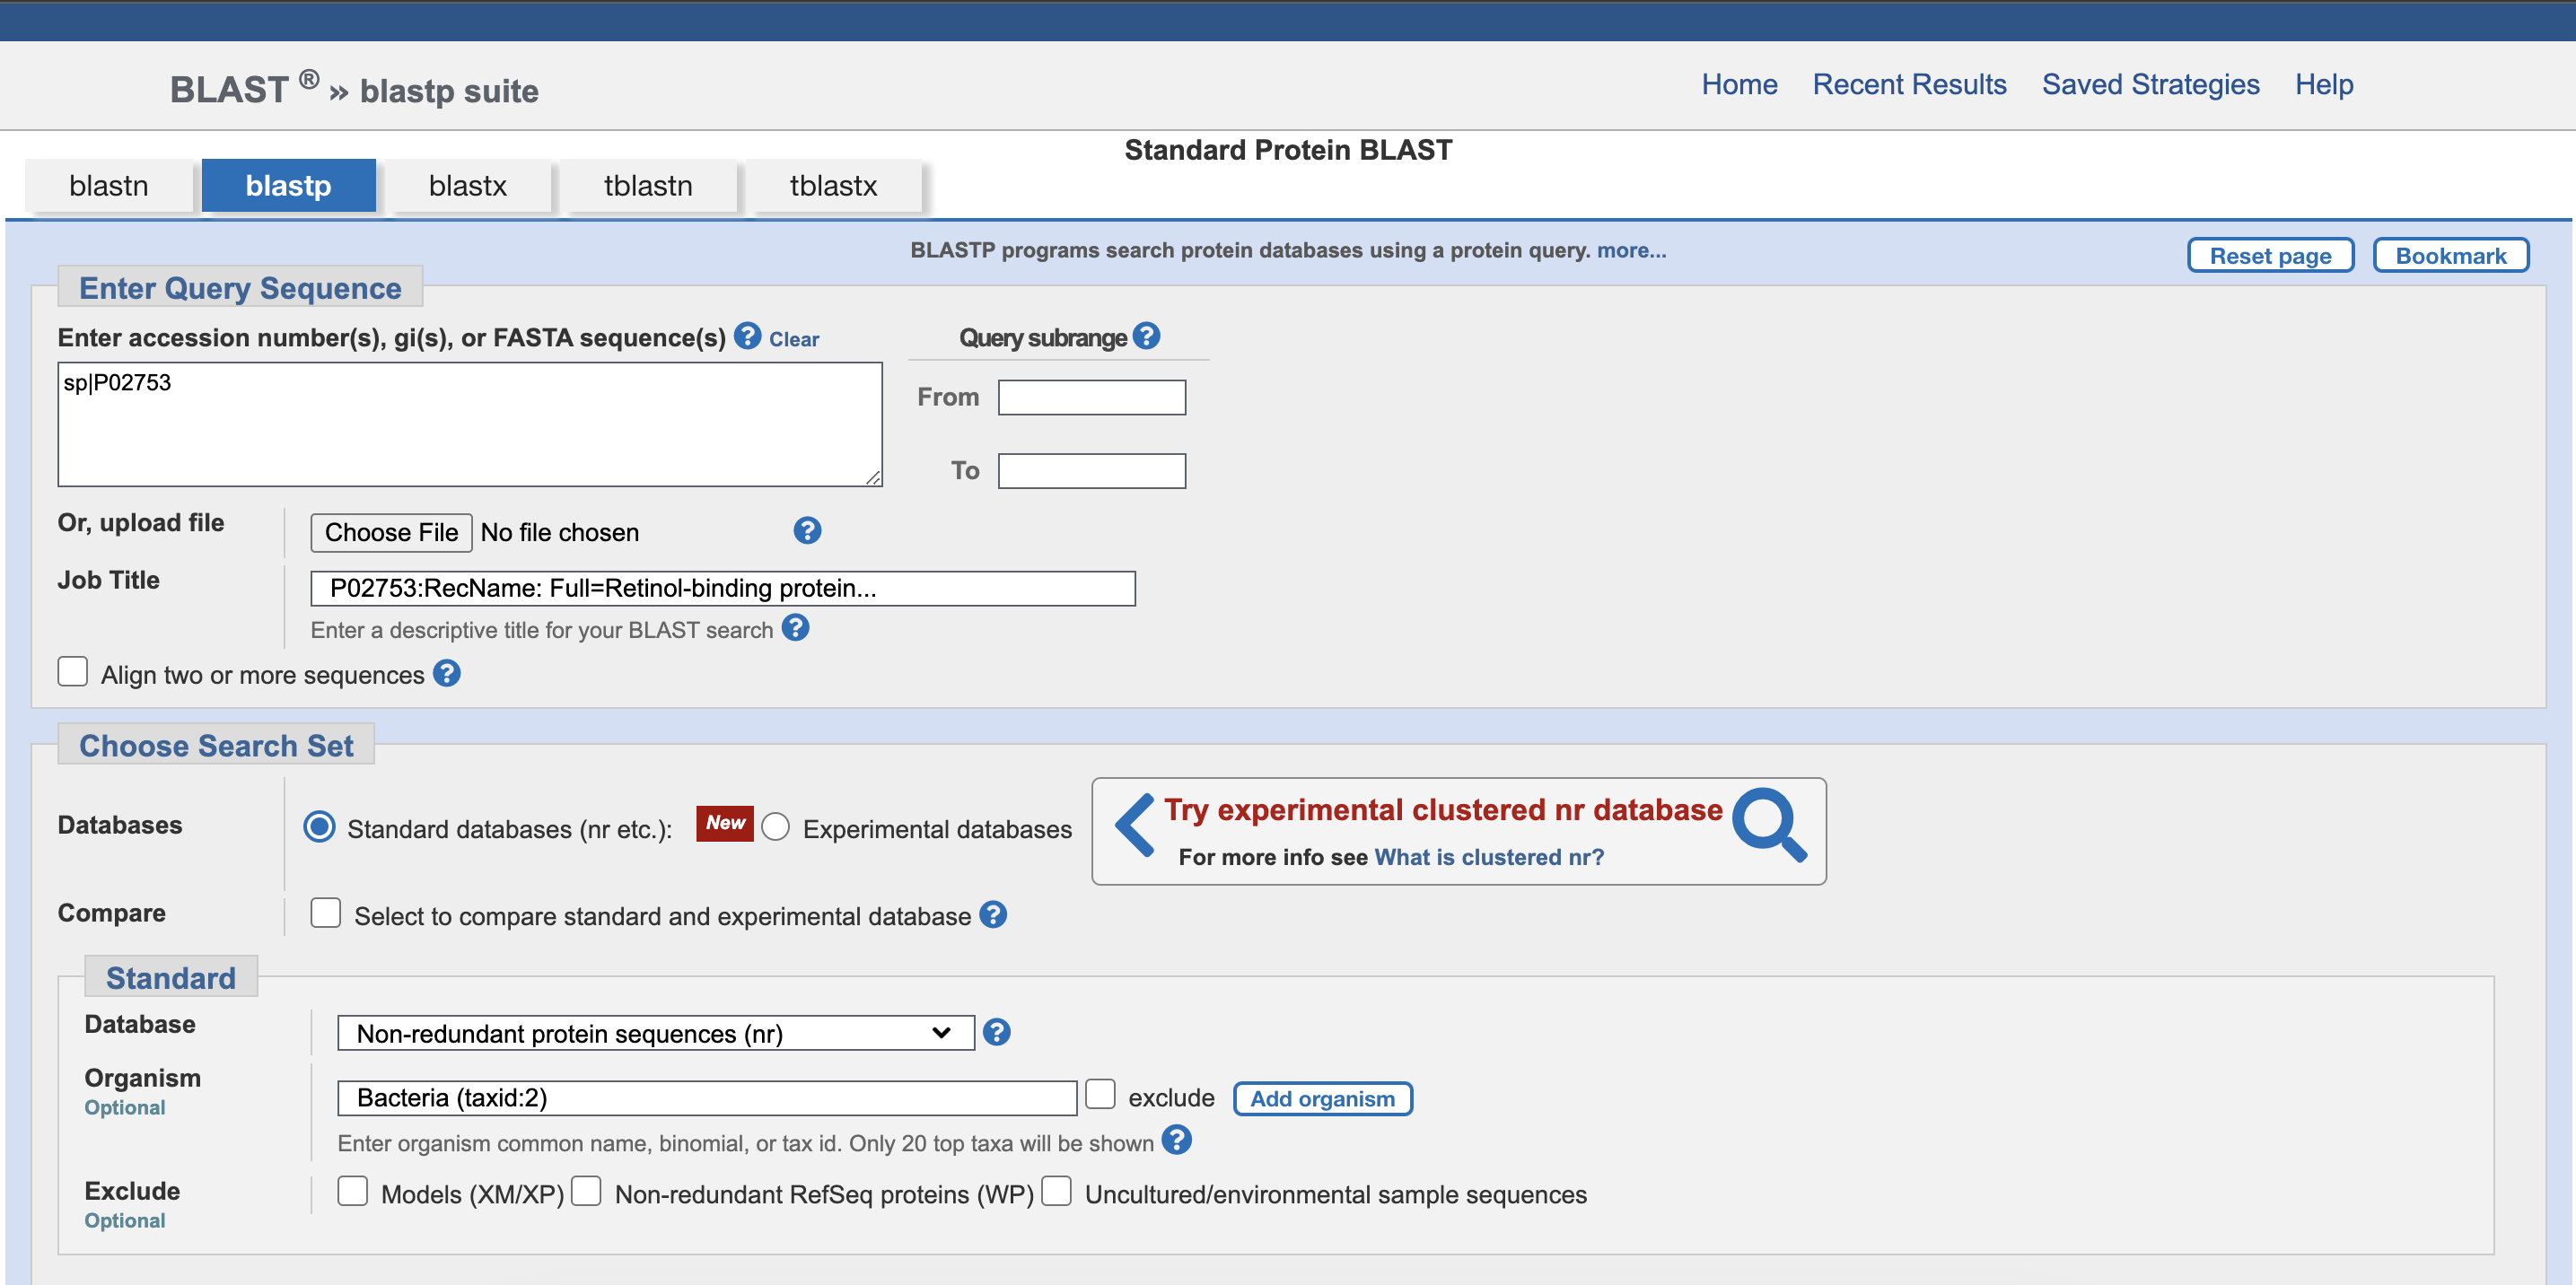 BLAST ® » blastp suite
Home Recent Results Saved Strategies Help
Standard Protein BLAST
blastn blastp blastx tblastn tblastx
BLASTP programs search protein databases using a protein query. more...
Reset page Bookmark
Enter Query Sequence
Enter accession number(s), gi(s), or FASTA sequence(s) ? Clear
Query subrange ?
sp|P02753
From
To
Or, upload file
Choose File No file chosen ?
Job Title
P02753:RecName: Full=Retinol-binding protein...
Enter a descriptive title for your BLAST search ?
Align two or more sequences ?
Choose Search Set
Databases
Standard databases (nr etc.): New Experimental databases
Try experimental clustered nr database
For more info see What is clustered nr?
Compare
Select to compare standard and experimental database ?
Standard
Database
Non-redundant protein sequences (nr) ?
Organism
Optional
Bacteria (taxid:2) exclude Add organism
Enter organism common name, binomial, or tax id. Only 20 top taxa will be shown ?
Exclude
Optional
Models (XM/XP) Non-redundant RefSeq proteins (WP) Uncultured/environmental sample sequences